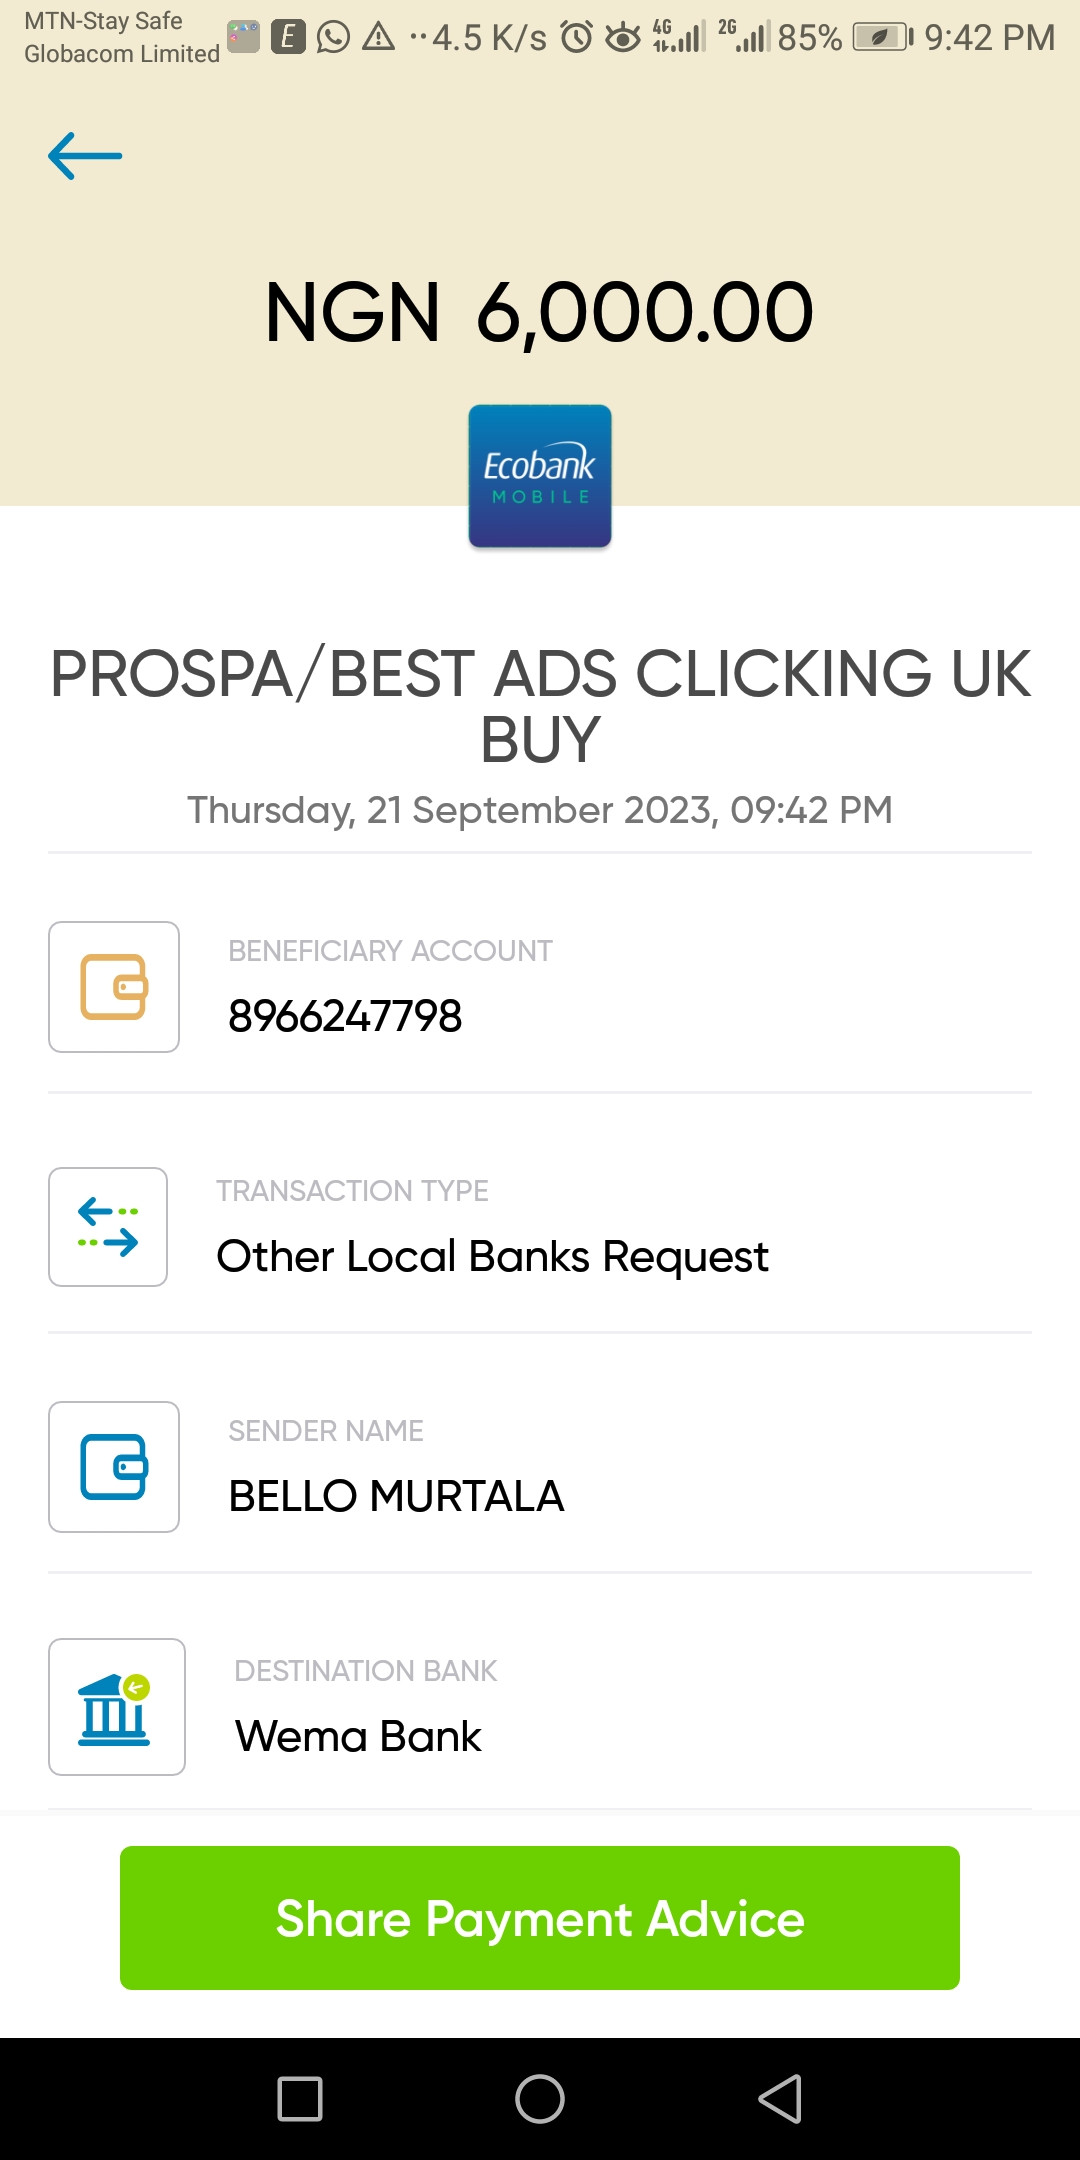 MTN-Stay Safe
Globacom Limited
E
4.5 K/s
4G
2G
85%
9:42 PM
NGN 6,000.00
Ecobank
MOBILE
PROSPA/BEST ADS CLICKING UK
BUY
Thursday, 21 September 2023, 09:42 PM
BENEFICIARY ACCOUNT
8966247798
TRANSACTION TYPE
Other Local Banks Request
SENDER NAME
BELLO MURTALA
DESTINATION BANK
Wema Bank
Share Payment Advice